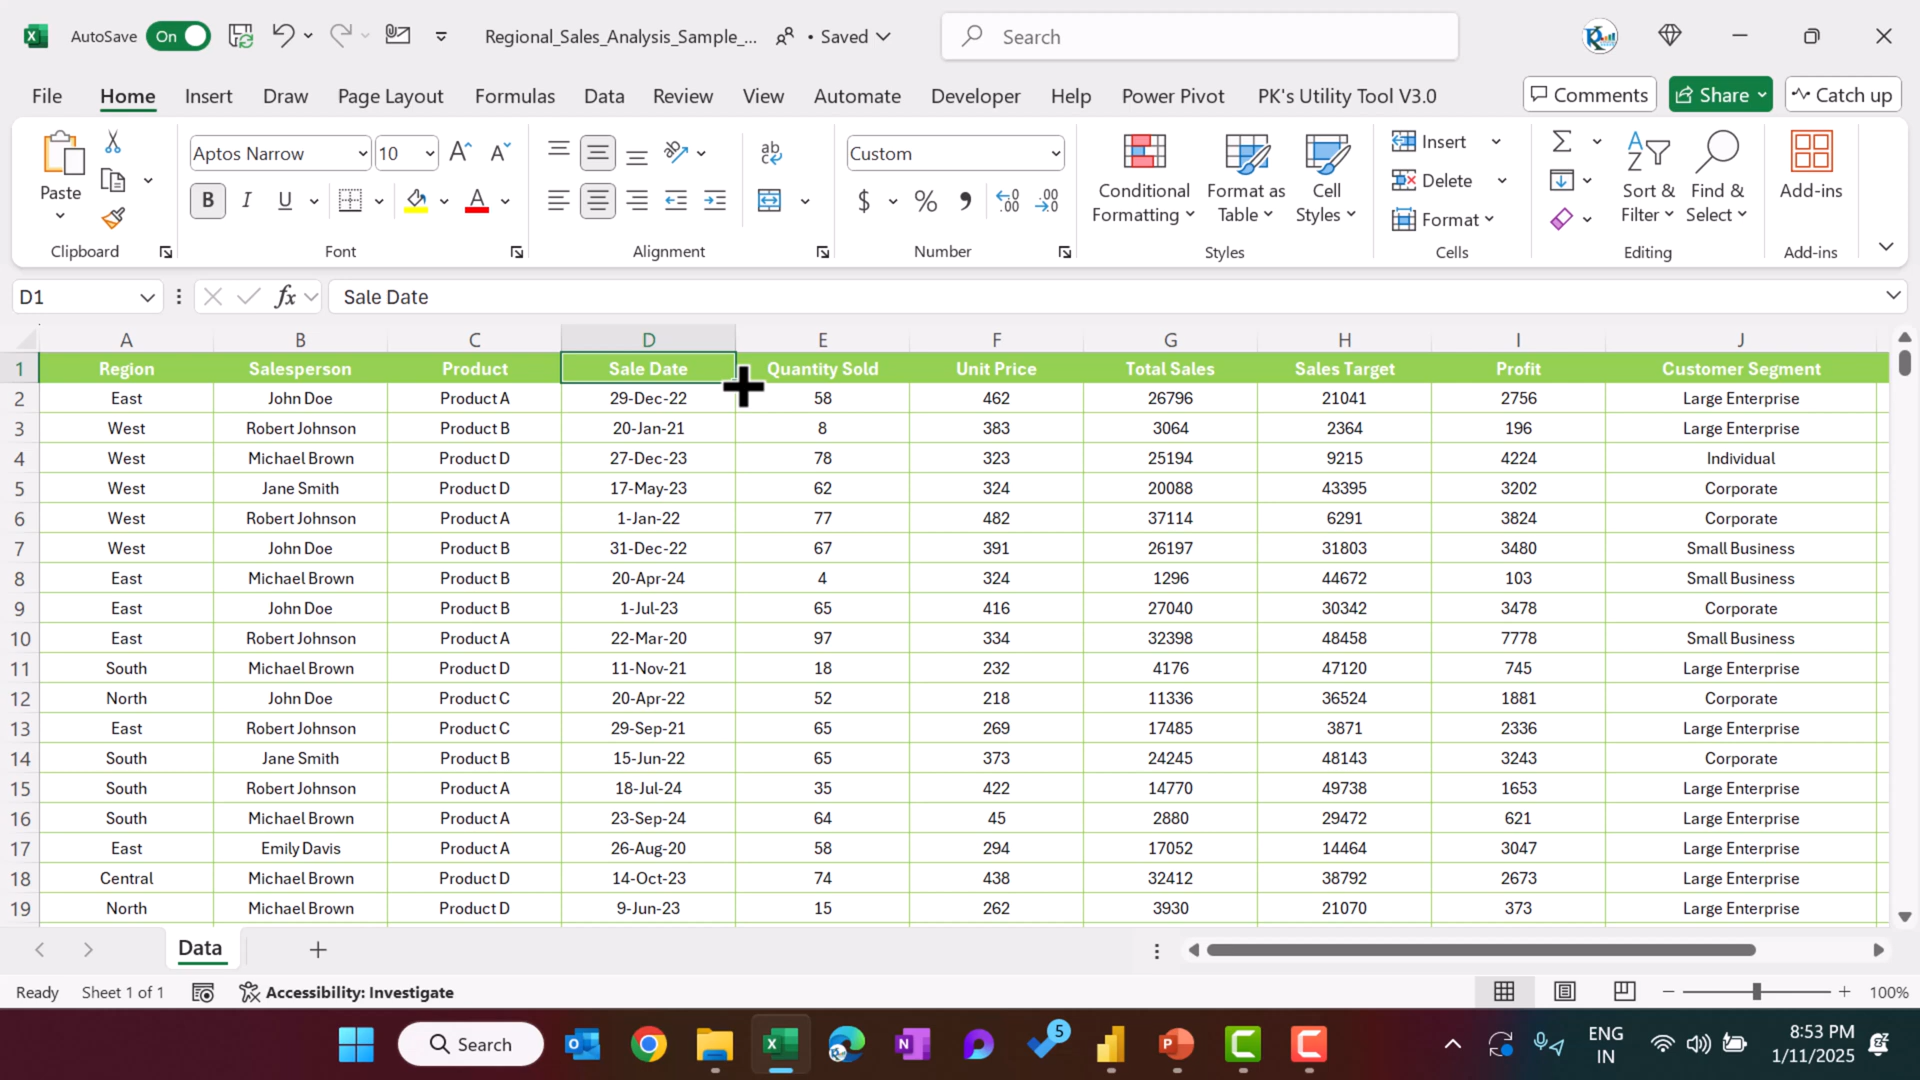 AutoSave On Regional_Sales_Analysis_Sample_... • Saved Search
File Home Insert Draw Page Layout Formulas Data Review View Automate Developer Help Power Pivot PK's Utility Tool V3.0 Comments Share Catch up
Paste
Clipboard
Aptos Narrow 10
B I U
Font
Alignment
Custom
$ % 9
Number
Conditional
Formatting
Format as
Table
Cell
Styles
Styles
Insert
Delete
Format
Cells
Sort &
Filter
Find &
Select
Editing
Add-ins
Add-ins
D1 fx Sale Date
A B C D E F G H I J
1 Region Salesperson Product Sale Date Quantity Sold Unit Price Total Sales Sales Target Profit Customer Segment
2 East John Doe Product A 29-Dec-22 58 462 26796 21041 2756 Large Enterprise
3 West Robert Johnson Product B 20-Jan-21 8 383 3064 2364 196 Large Enterprise
4 West Michael Brown Product D 27-Dec-23 78 323 25194 9215 4224 Individual
5 West Jane Smith Product D 17-May-23 62 324 20088 43395 3202 Corporate
6 West Robert Johnson Product A 1-Jan-22 77 482 37114 6291 3824 Corporate
7 West John Doe Product B 31-Dec-22 67 391 26197 31803 3480 Small Business
8 East Michael Brown Product B 20-Apr-24 4 324 1296 44672 103 Small Business
9 East John Doe Product B 1-Jul-23 65 416 27040 30342 3478 Corporate
10 East Robert Johnson Product A 22-Mar-20 97 334 32398 48458 7778 Small Business
11 South Michael Brown Product D 11-Nov-21 18 232 4176 47120 745 Large Enterprise
12 North John Doe Product C 20-Apr-22 52 218 11336 36524 1881 Corporate
13 East Robert Johnson Product C 29-Sep-21 65 269 17485 3871 2336 Large Enterprise
14 South Jane Smith Product B 15-Jun-22 65 373 24245 48143 3243 Corporate
15 South Robert Johnson Product A 18-Jul-24 35 422 14770 49738 1653 Large Enterprise
16 South Michael Brown Product A 23-Sep-24 64 45 2880 29472 621 Large Enterprise
17 East Emily Davis Product A 26-Aug-20 58 294 17052 14464 3047 Large Enterprise
18 Central Michael Brown Product D 14-Oct-23 74 438 32412 38792 2673 Large Enterprise
19 North Michael Brown Product D 9-Jun-23 15 262 3930 21070 373 Large Enterprise
Data
Ready Sheet 1 of 1 Accessibility: Investigate 100%
Search 5 ENG
IN
8:53 PM
1/11/2025